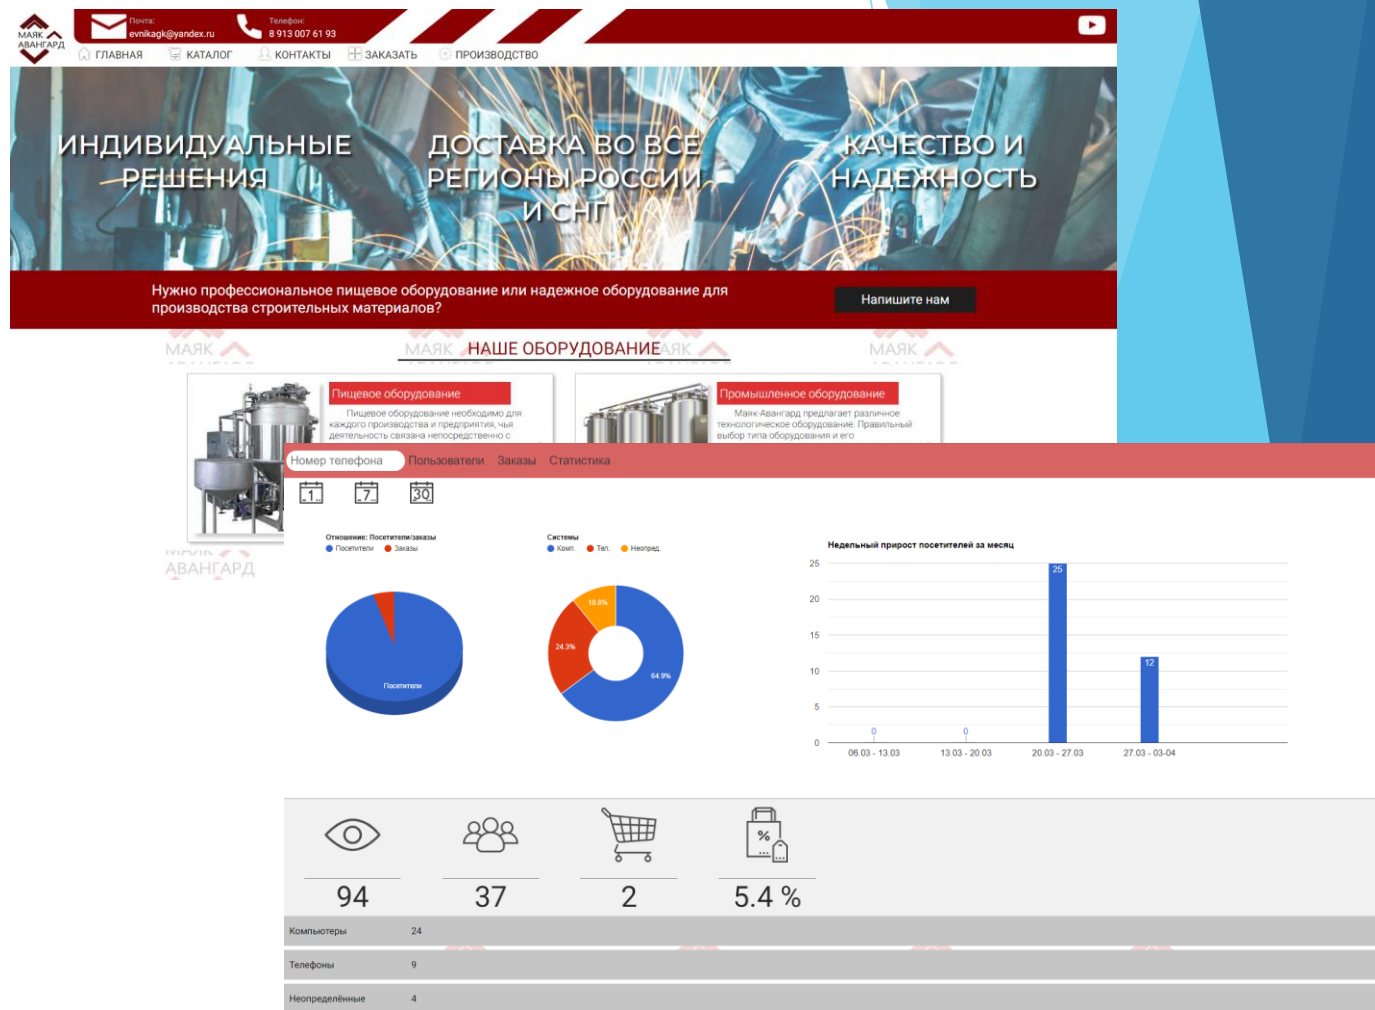 МАЯК
АВАНГАРД
Почта:
evnikagk@yandex.ru
Телефон:
8 913 007 61 93
ГЛАВНАЯ
КАТАЛОГ
КОНТАКТЫ
ЗАКАЗАТЬ
ПРОИЗВОДСТВО
ИНДИВИДУАЛЬНЫЕ
РЕШЕНИЯ
ДОСТАВКА ВО ВСЕ
РЕГИОНЫ РОССИИ
И СНГ
КАЧЕСТВО И
НАДЕЖНОСТЬ
Нужно профессиональное пищевое оборудование или надежное оборудование для
производства строительных материалов?
Напишите нам
МАЯК
МАЯК
НАШЕ ОБОРУДОВАНИЕ
МАЯК
Пищевое оборудование
Пищевое оборудование необходимо для
каждого производства и предприятия, чья
деятельность связана непосредственно с
Промышленное оборудование
Маяк-Авангард предлагает различное
технологическое оборудование. Правильный
выбор типа оборудования и его
АВАНГАРД
Номер телефона
Пользователи
Заказы
Статистика
1
7
30
Отношение: Посетители/заказы
Посетители
Заказы
Посетители
Системы
Комп.
Тел.
Неопред.
10.8%
24.3%
64.9%
Недельный прирост посетителей за месяц
25
20
15
10
5
0
0
0
25
12
06.03 - 13.03
13.03 - 20.03
20.03 - 27.03
27.03 - 03-04
%
94
37
2
5.4 %
Компьютеры 24
Телефоны 9
Неопределённые 4